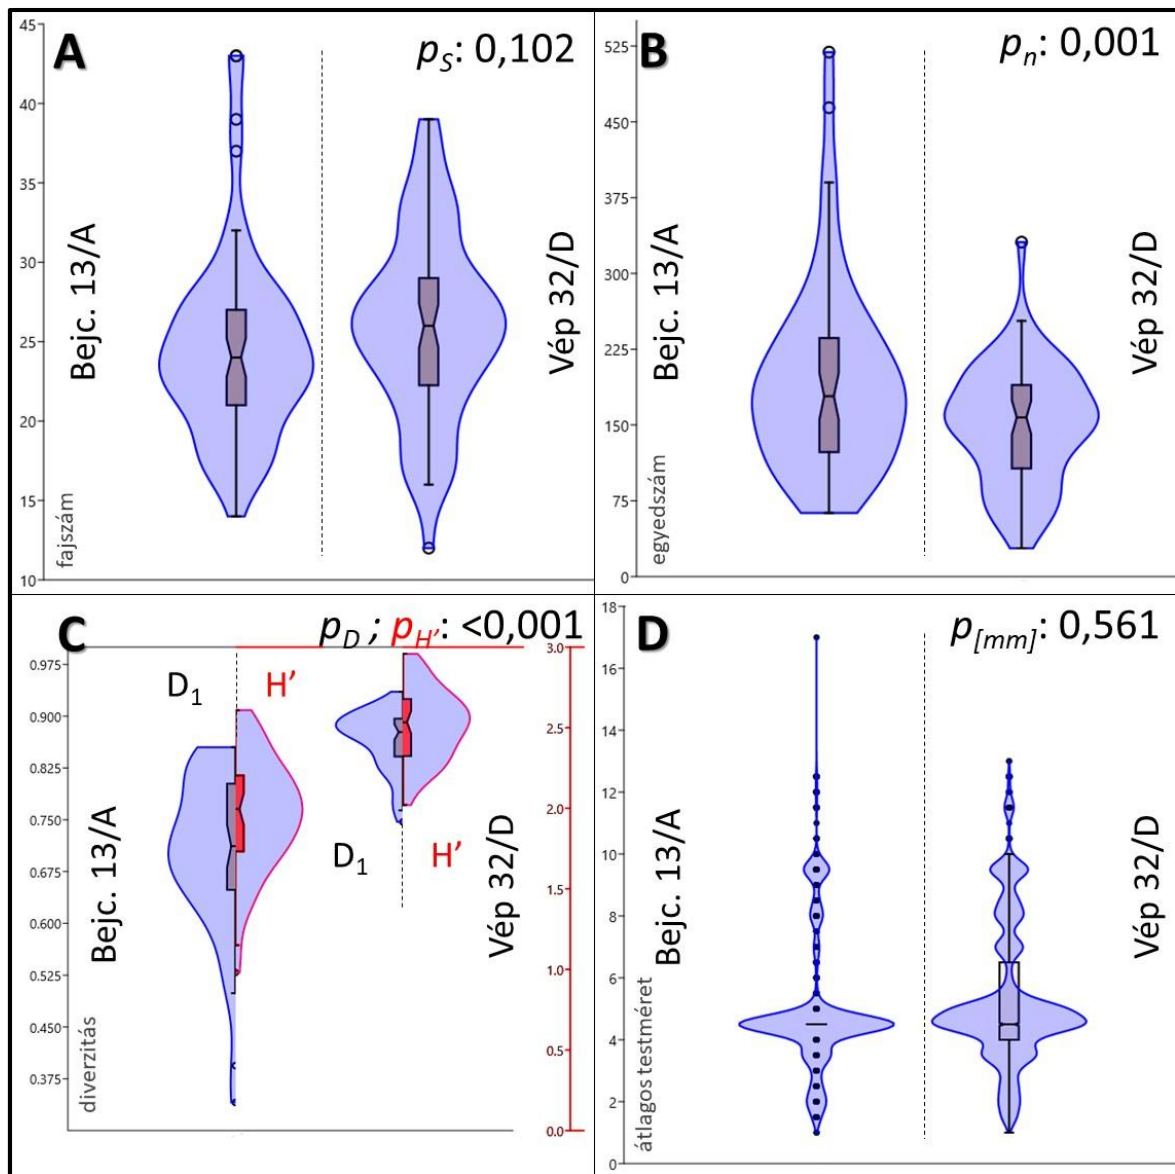 A
pS: 0,102
45
40
35
30
25
20
15
10
fajszám
Bejc. 13/A
Vép 32/D
B
pn: 0,001
525
450
375
300
225
150
75
0
egyedszám
Bejc. 13/A
Vép 32/D
C
pD ; pH': <0,001
0.975
0.900
0.825
0.750
0.675
0.600
0.525
0.450
0.375
diverzitás
D1
H'
Bejc. 13/A
D1
H'
Vép 32/D
3.0
2.5
2.0
1.5
1.0
0.5
0.0
D
p[mm]: 0,561
18
16
14
12
10
8
6
4
2
0
átlagos testméret
Bejc. 13/A
Vép 32/D